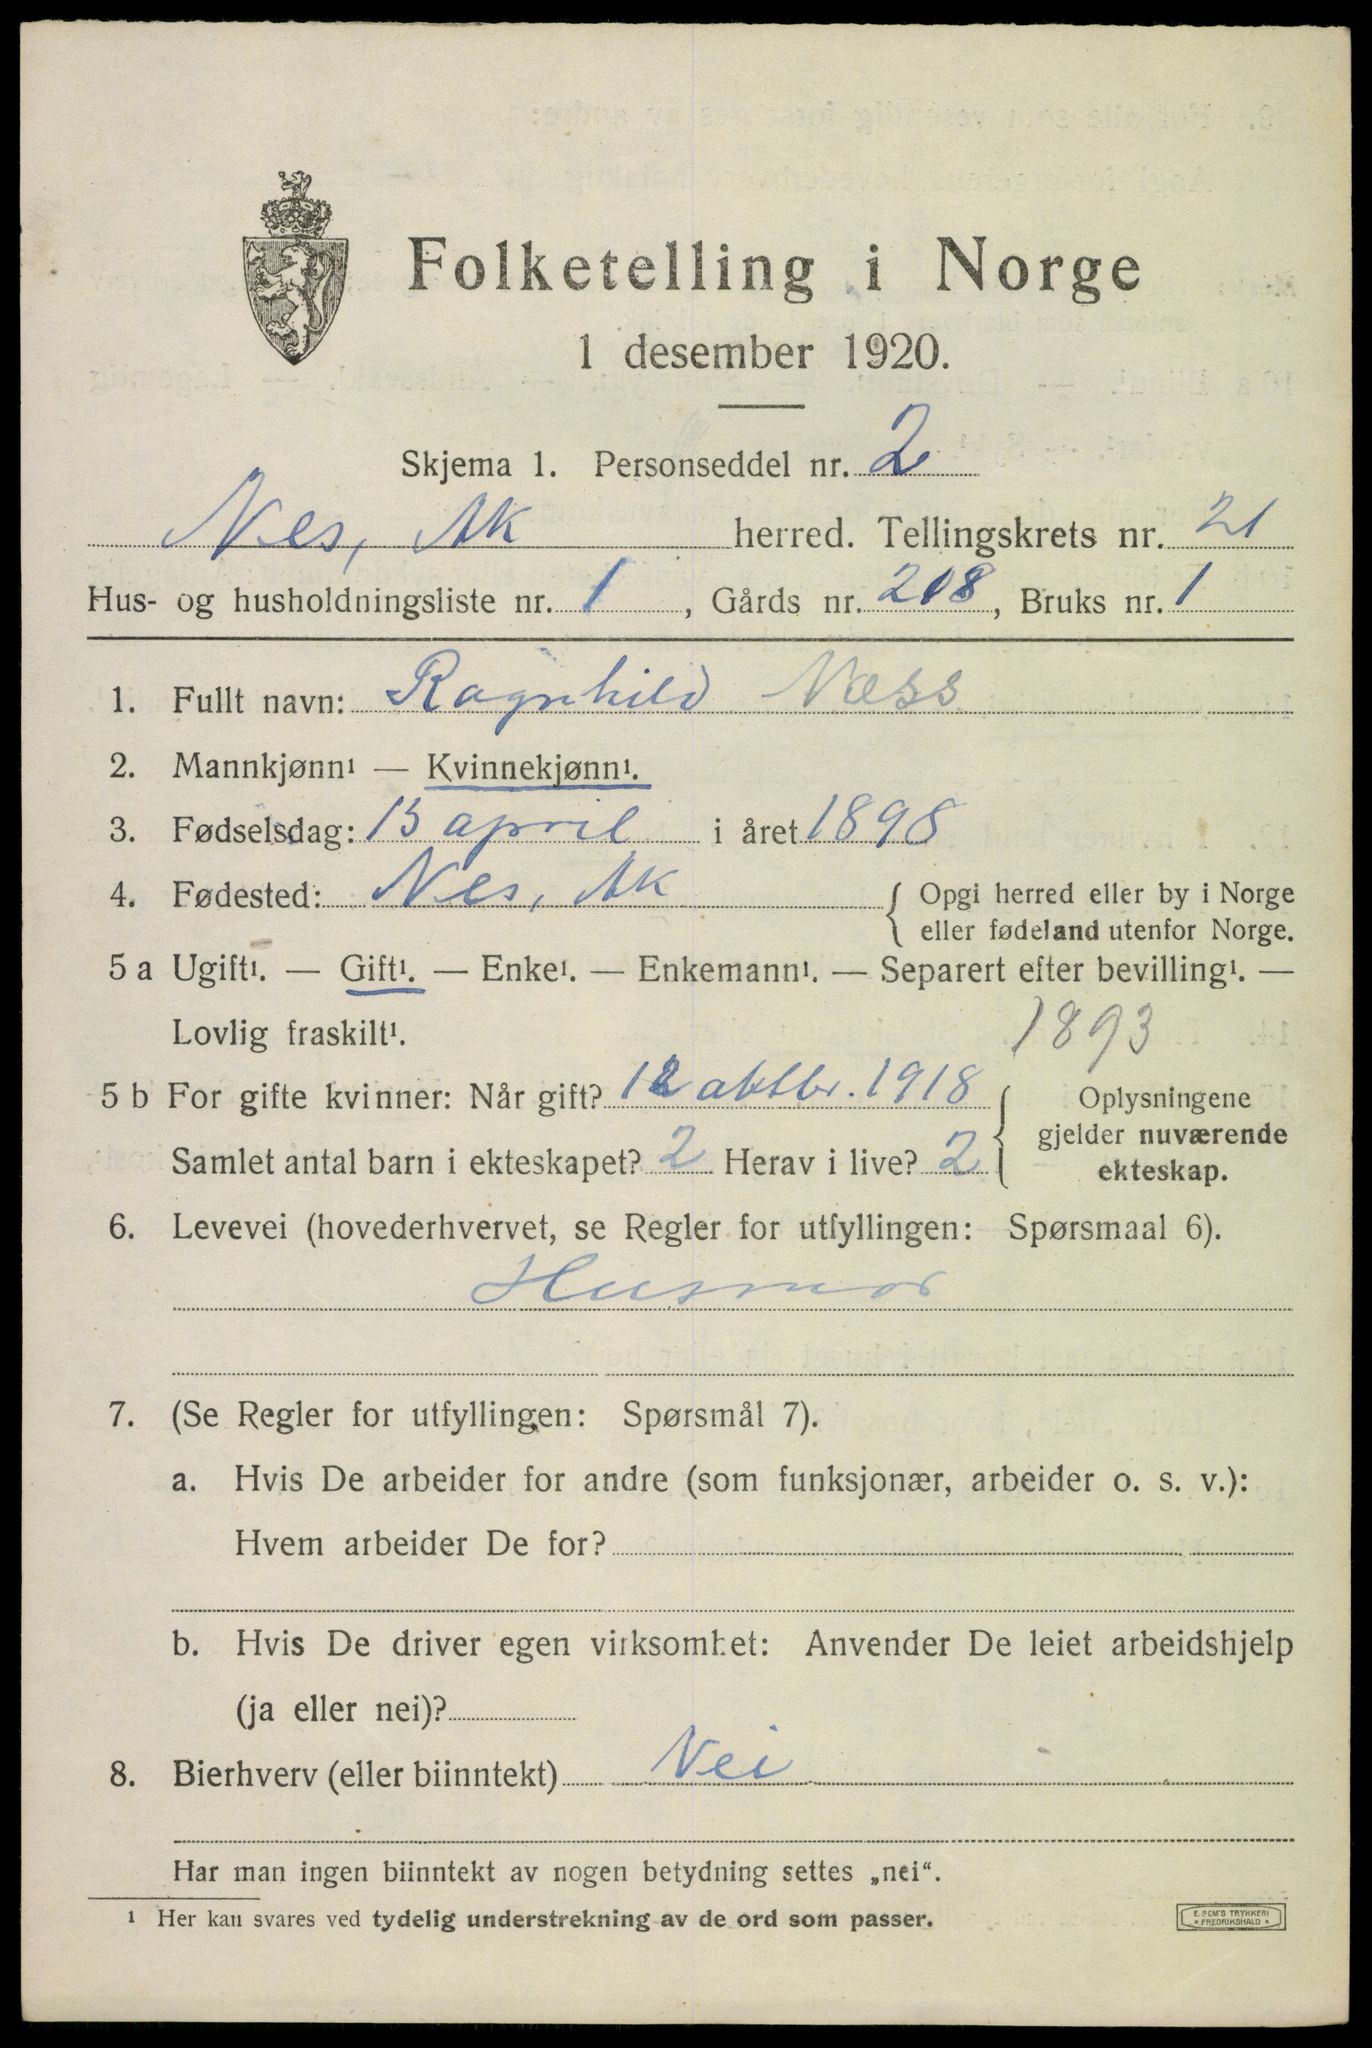 Folketelling i Norge
1 desember 1920.
Skjema 1. Personseddel nr. 2
Nes, Ak herred. Tellingskrets nr. 21
Hus- og husholdningsliste nr. 1, Gårds nr. 208, Bruks nr. 1
1. Fullt navn: Ragnhild Næss
2. Mannkjønn¹ — Kvinnekjønn¹.
3. Fødselsdag: 13 april i året 1898
4. Fødested: Nes, Ak { Opgi herred eller by i Norge
eller fødeland utenfor Norge.
5 a Ugift¹. — Gift¹. — Enke¹. — Enkemann¹. — Separert efter bevilling¹. —
Lovlig fraskilt¹. 1893
5 b For gifte kvinner: Når gift? 12 oktbr. 1918 { Oplysningene
gjelder nuværende
Samlet antal barn i ekteskapet? 2 Herav i live? 2 ekteskap.
6. Levevei (hovederhvervet, se Regler for utfyllingen: Spørsmaal 6).
Husmor
7. (Se Regler for utfyllingen: Spørsmål 7).
a. Hvis De arbeider for andre (som funksjonær, arbeider o. s. v.):
Hvem arbeider De for?
b. Hvis De driver egen virksomhet: Anvender De leiet arbeidshjelp
(ja eller nei)?
8. Bierhverv (eller biinntekt) Nei
Har man ingen biinntekt av nogen betydning settes „nei“.
¹ Her kan svares ved tydelig understrekning av de ord som passer.
E. SEM'S TRYKKERI
* FREDRIKSHALD *